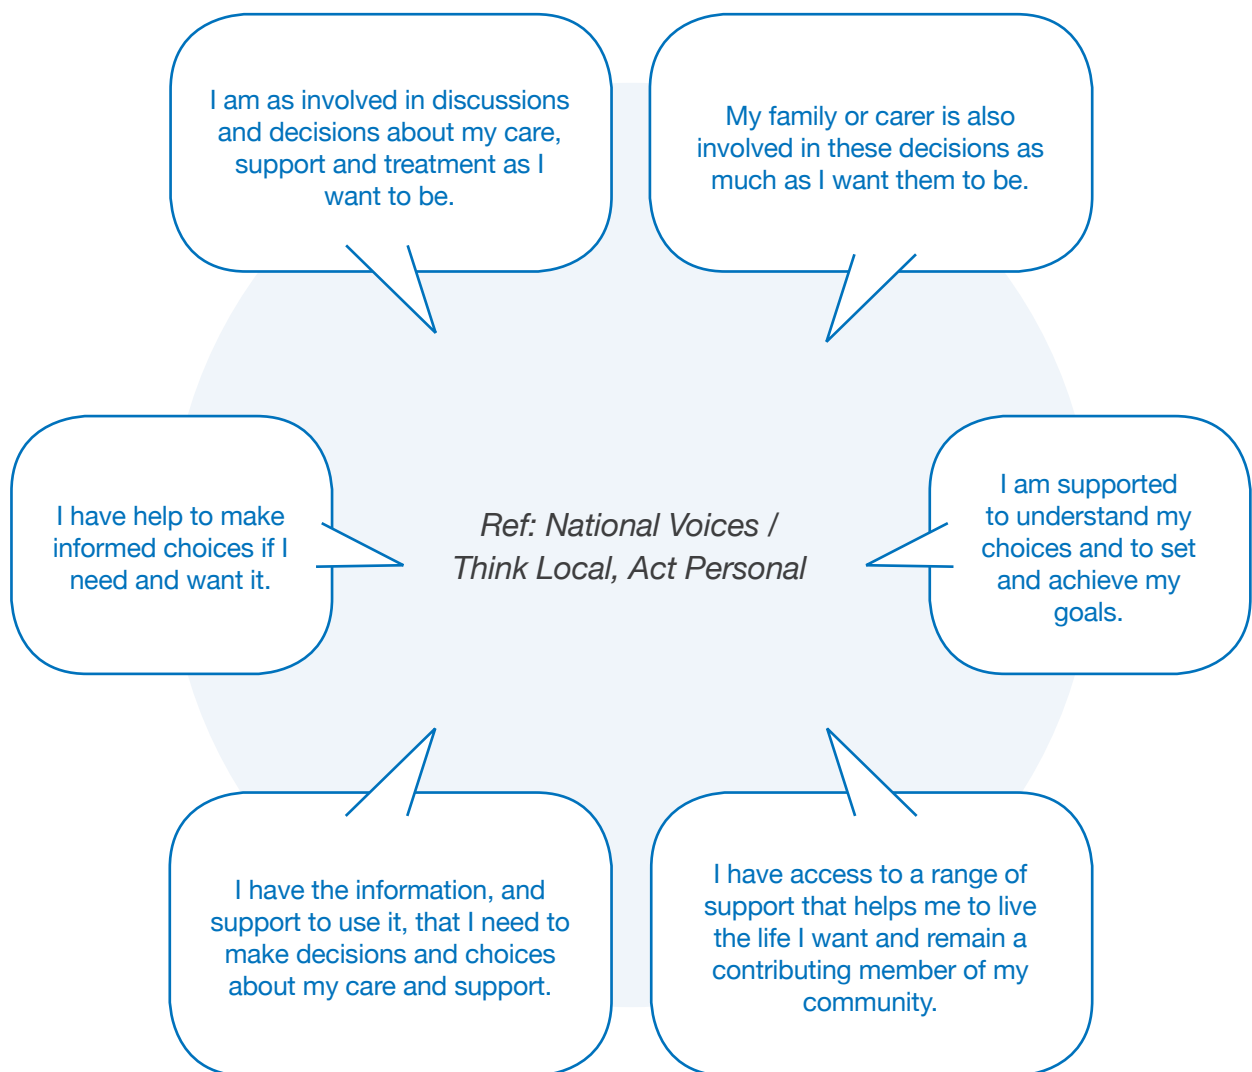 I am as involved in discussions
and decisions about my care,
support and treatment as I
want to be.
My family or carer is also
involved in these decisions as
much as I want them to be.
I have help to make
informed choices if I
need and want it.
Ref: National Voices /
Think Local, Act Personal
I am supported
to understand my
choices and to set
and achieve my
goals.
I have the information, and
support to use it, that I need to
make decisions and choices
about my care and support.
I have access to a range of
support that helps me to live
the life I want and remain a
contributing member of my
community.